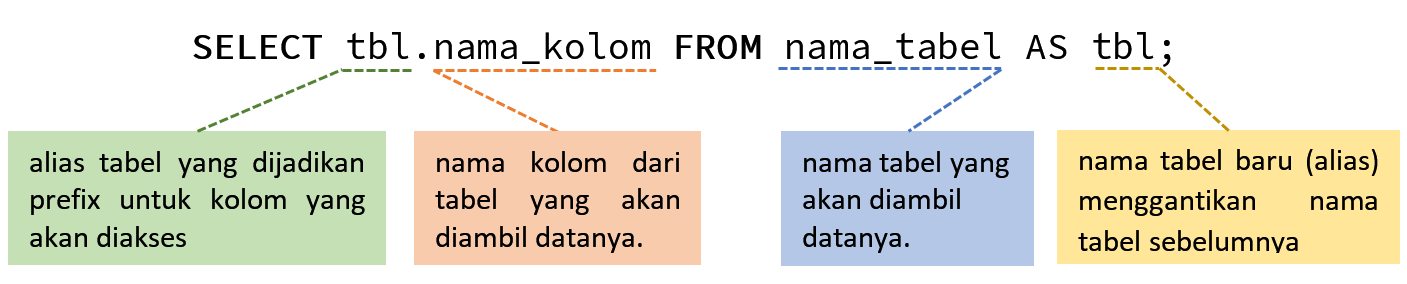 SELECT tbl.nama_kolom FROM nama_tabel AS tbl;
alias tabel yang dijadikan
prefix untuk kolom yang
akan diakses
nama kolom dari
tabel yang akan
diambil datanya.
nama tabel yang
akan diambil
datanya.
nama tabel baru (alias)
menggantikan nama
tabel sebelumnya